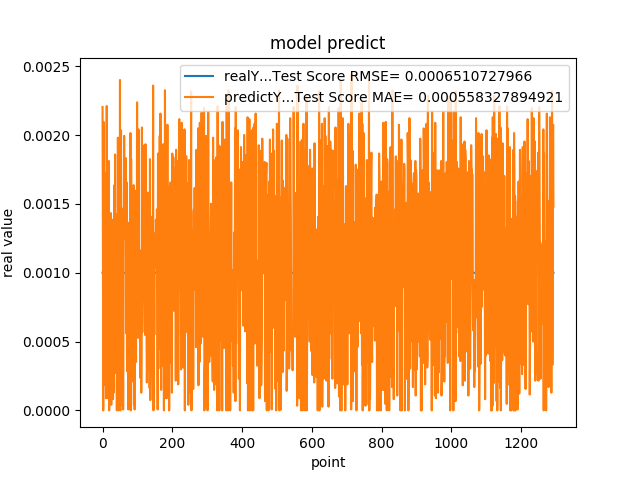 model predict
realY...Test Score RMSE= 0.0006510727966
predictY...Test Score MAE= 0.000558327894921
0.0025
0.0020
0.0015
0.0010
0.0005
0.0000
real value
0
200
400
600
800
1000
1200
point